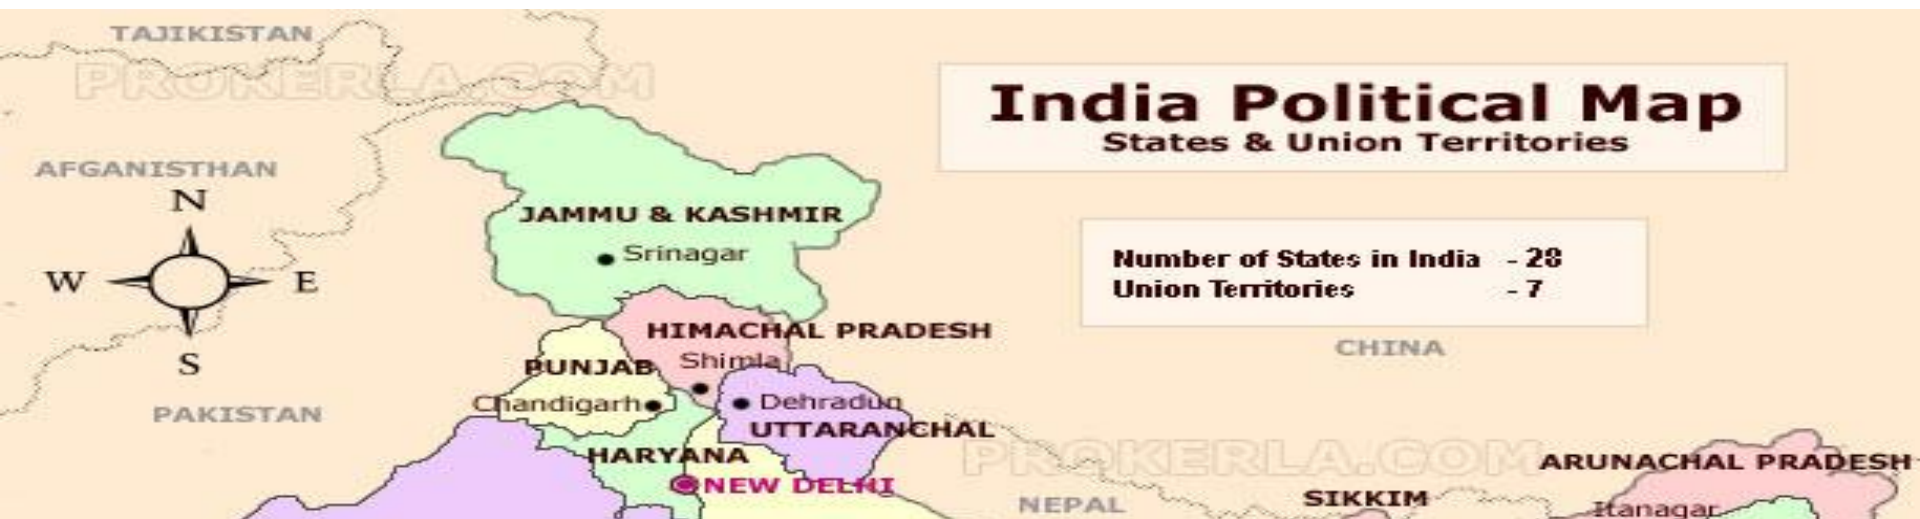 TAJIKISTAN
PROKERLA.COM
India Political Map
States & Union Territories
AFGANISTHAN
N
W E
S
JAMMU & KASHMIR
Srinagar
Number of States in India - 28
Union Territories - 7
HIMACHAL PRADESH
CHINA
PUNJAB
Shimla
Chandigarh
Dehradun
PAKISTAN
UTTARANCHAL
HARYANA
PROKERLA.COM
ARUNACHAL PRADESH
NEW DELHI
NEPAL
SIKKIM
Itanagar